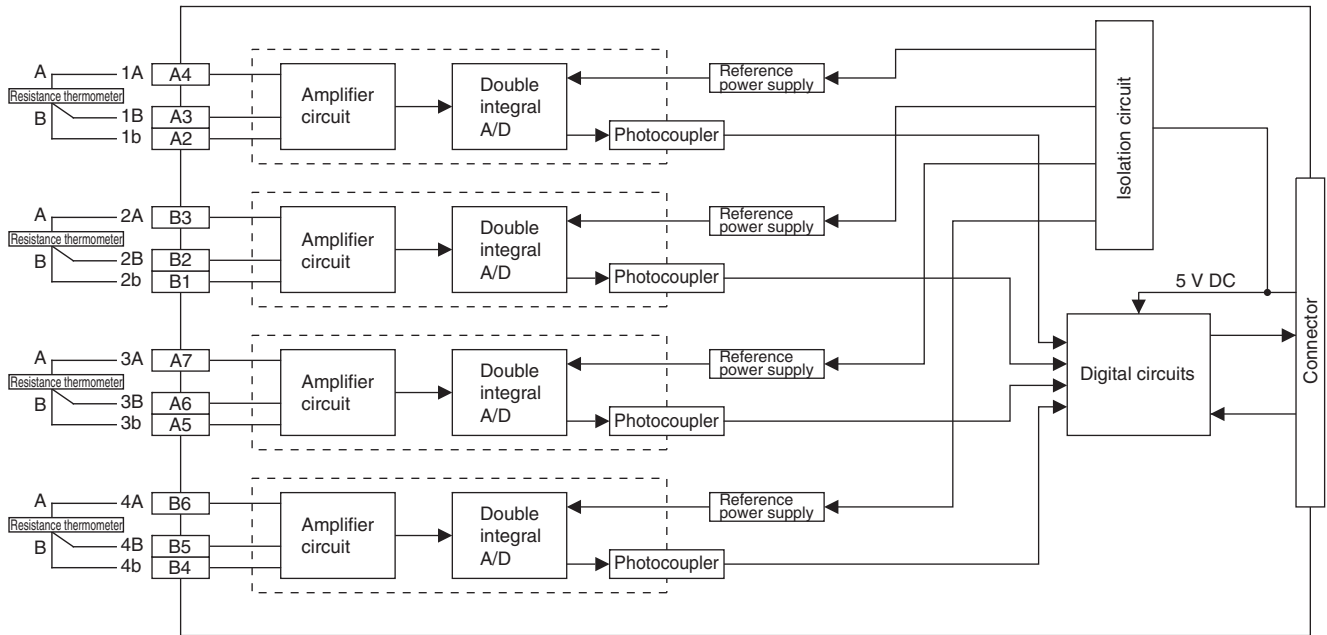 A
1A
A4
Resistance thermometer
B
1B
A3
1b
A2
Amplifier
circuit
Double
integral
A/D
Reference
power supply
Photocoupler
A
2A
B3
Resistance thermometer
B
2B
B2
2b
B1
Amplifier
circuit
Double
integral
A/D
Reference
power supply
Photocoupler
A
3A
A7
Resistance thermometer
B
3B
A6
3b
A5
Amplifier
circuit
Double
integral
A/D
Reference
power supply
Photocoupler
A
4A
B6
Resistance thermometer
B
4B
B5
4b
B4
Amplifier
circuit
Double
integral
A/D
Reference
power supply
Photocoupler
Isolation circuit
5 V DC
Digital circuits
Connector